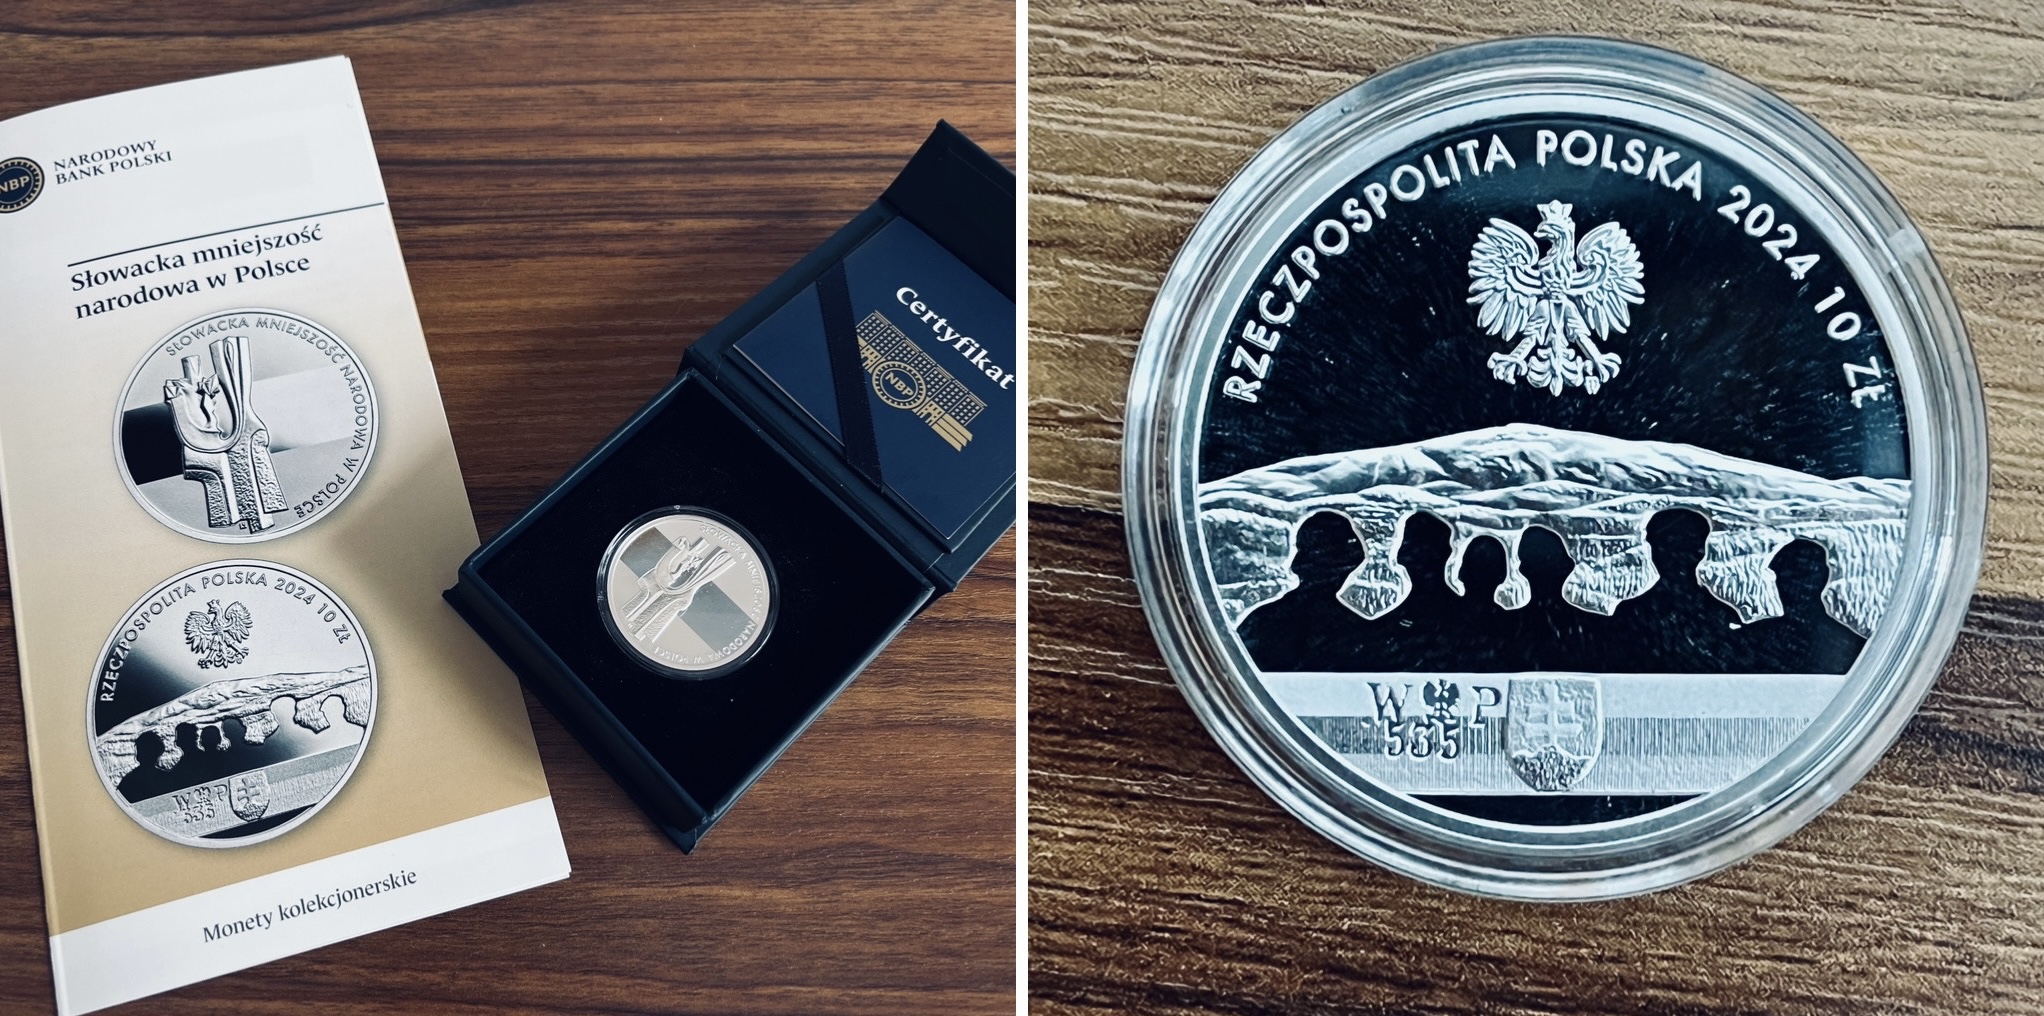 NBP
NARODOWY
BANK POLSKI
Słowacka mniejszość
narodowa w Polsce
SŁOWACKA MNIEJSZOŚĆ NARODOWA W POLSCE
RZECZPOSPOLITA POLSKA 2024 10 ZŁ
W P
535
Monety kolekcjonerskie
Certyfikat
NBP
SŁOWACKA MNIEJSZOŚĆ NARODOWA W POLSCE
RZECZPOSPOLITA POLSKA 2024 10 ZŁ
W P
535